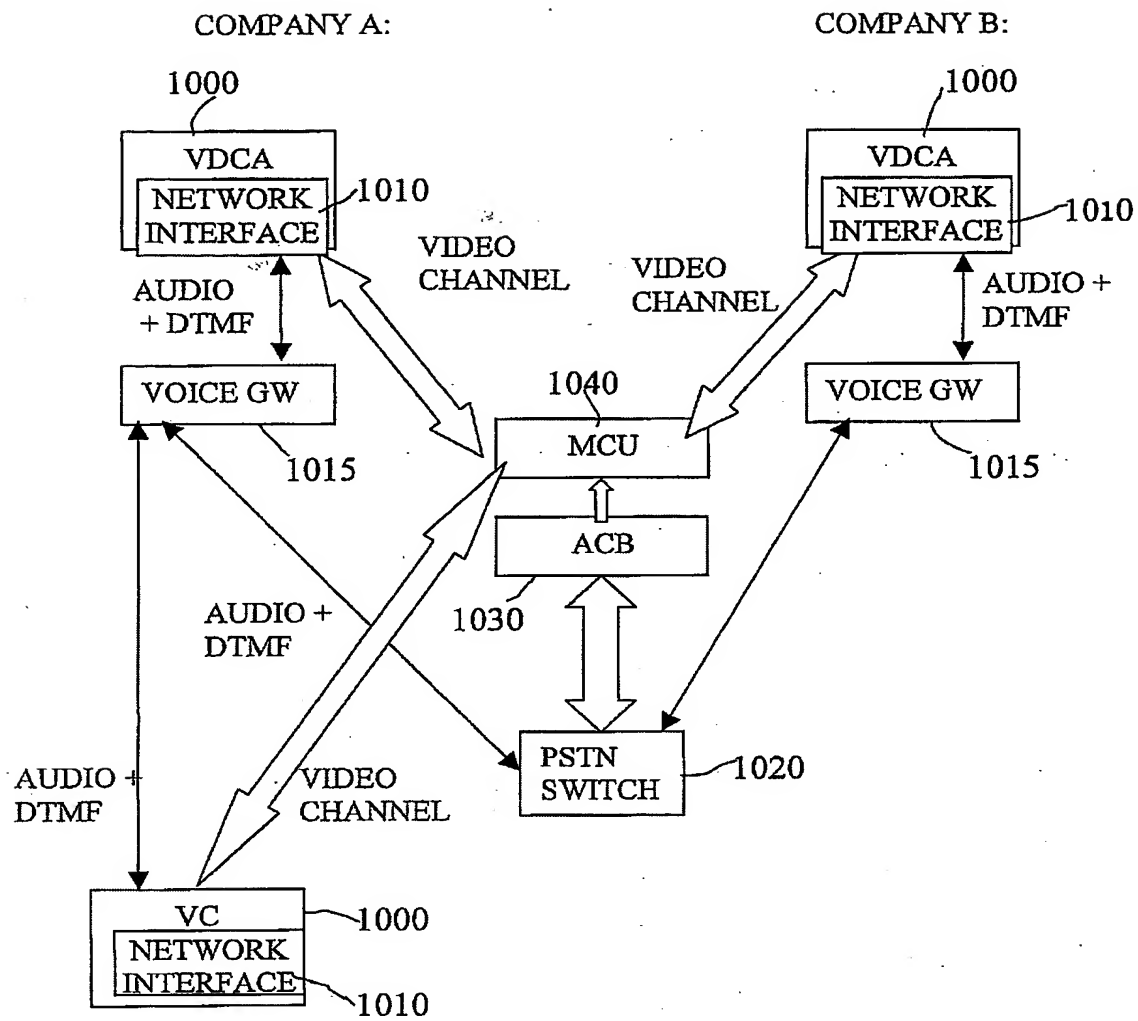 COMPANY A:
COMPANY B:
1000
1000
VDCA
NETWORK
INTERFACE
1010
VDCA
NETWORK
INTERFACE
1010
VIDEO
CHANNEL
VIDEO
CHANNEL
AUDIO
+ DTMF
AUDIO +
DTMF
VOICE GW
1015
1040
MCU
VOICE GW
1015
ACB
1030
AUDIO +
DTMF
PSTN
SWITCH
1020
AUDIO +
DTMF
VIDEO
CHANNEL
VC
1000
NETWORK
INTERFACE
1010